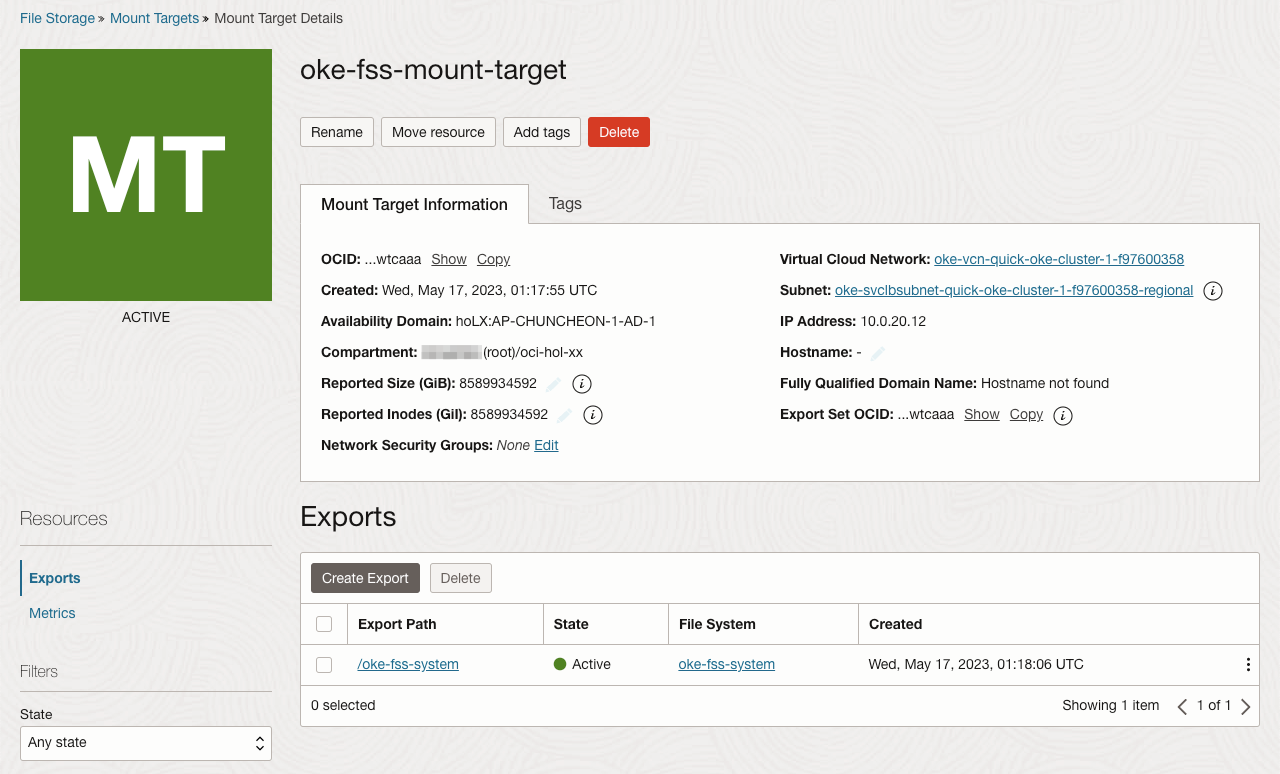 File Storage » Mount Targets » Mount Target Details
MT
ACTIVE
oke-fss-mount-target
Rename Move resource Add tags Delete
Mount Target Information Tags
OCID: ...wtcaaa Show Copy
Created: Wed, May 17, 2023, 01:17:55 UTC
Availability Domain: hoLX:AP-CHUNCHEON-1-AD-1
Compartment: (root)/oci-hol-xx
Reported Size (GiB): 8589934592
Reported Inodes (GiI): 8589934592
Network Security Groups: None Edit
Virtual Cloud Network: oke-vcn-quick-oke-cluster-1-f97600358
Subnet: oke-svclbsubnet-quick-oke-cluster-1-f97600358-regional
IP Address: 10.0.20.12
Hostname: -
Fully Qualified Domain Name: Hostname not found
Export Set OCID: ...wtcaaa Show Copy
Resources
Exports
Metrics
Filters
State
Any state
Exports
Create Export Delete
Export Path State File System Created
/oke-fss-system Active oke-fss-system Wed, May 17, 2023, 01:18:06 UTC
0 selected Showing 1 item 1 of 1